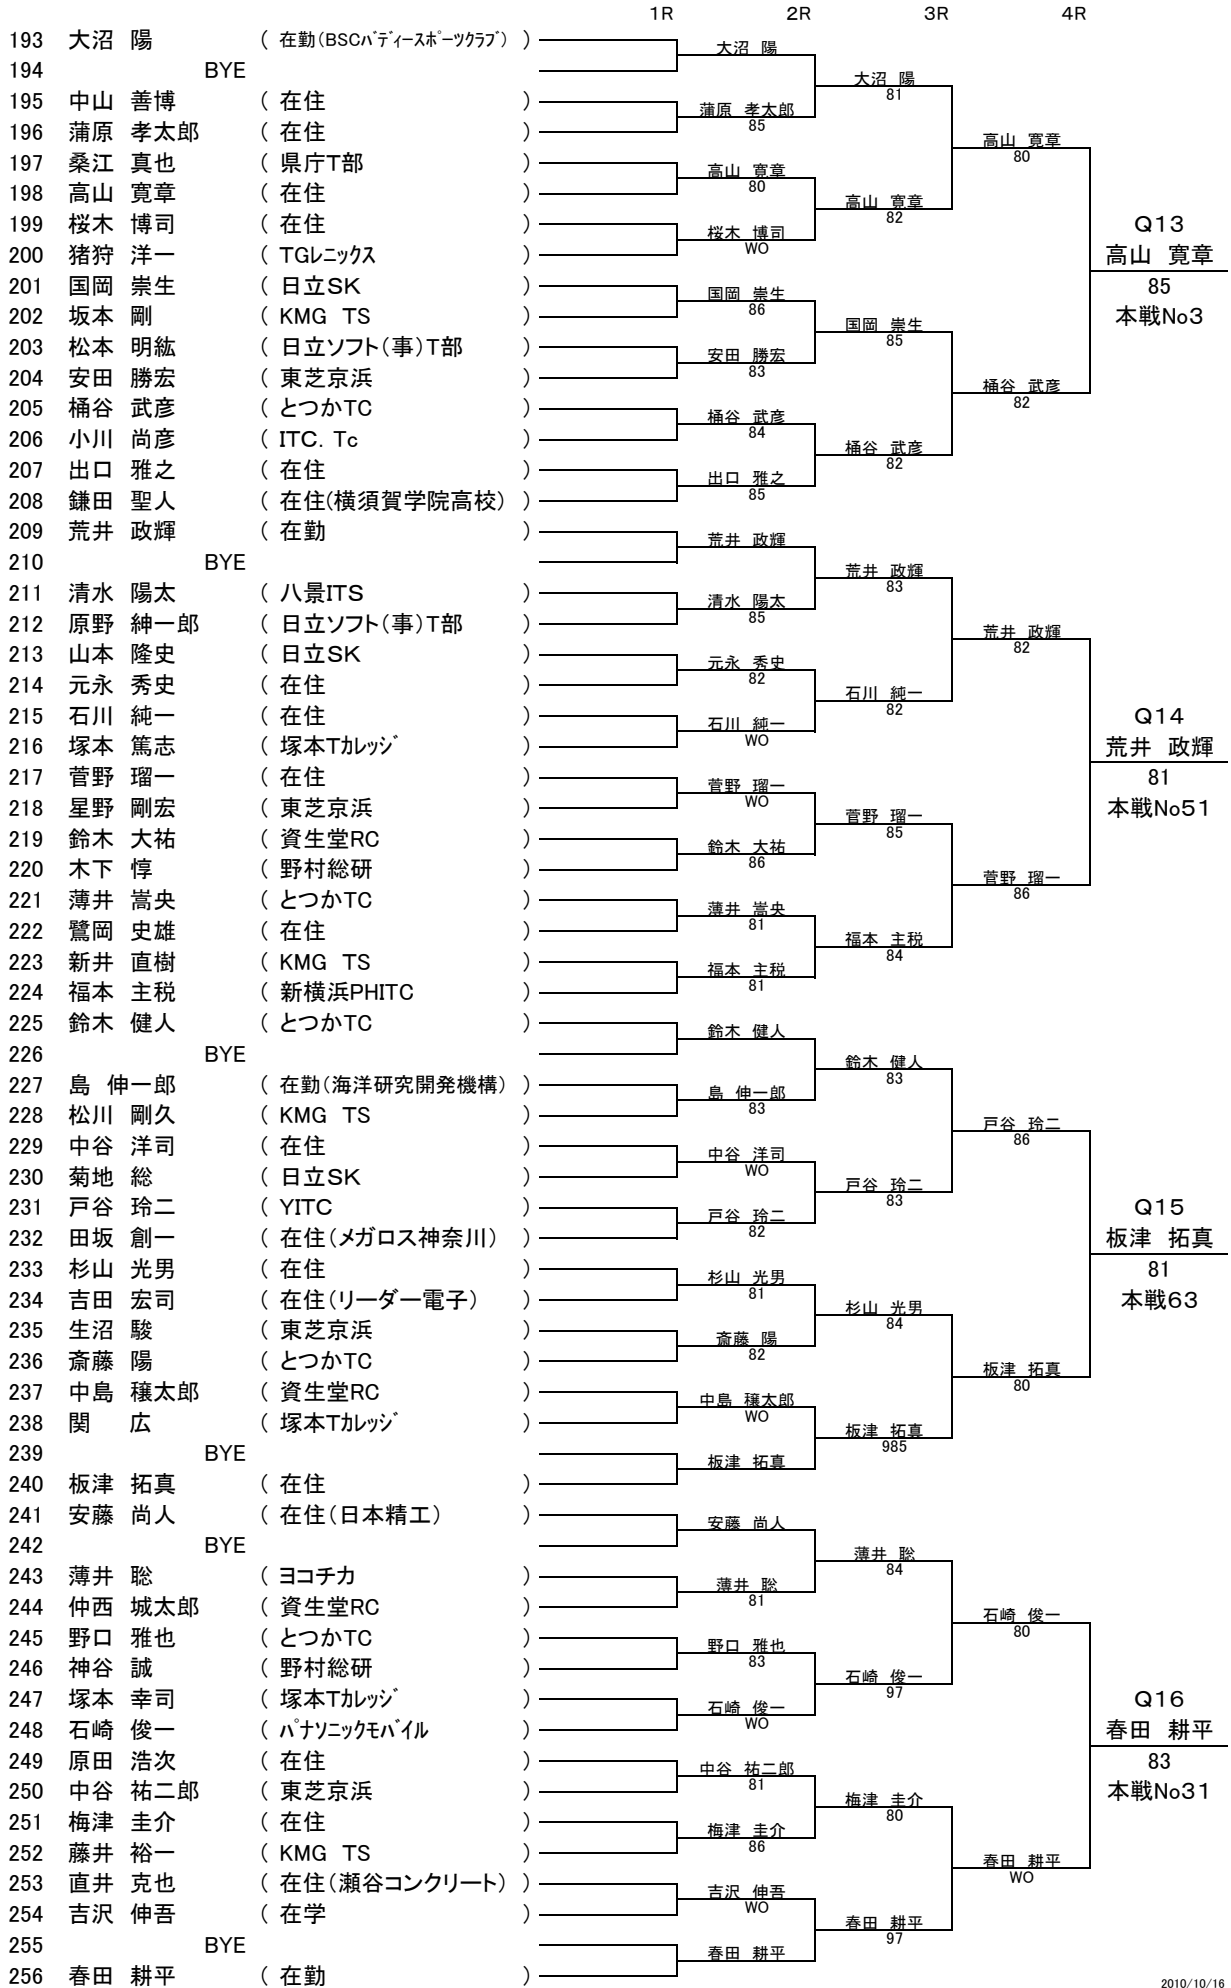 1R 2R 3R 4R
193 大沼 陽 ( 在勤(BSCバディースポーツクラブ) )
194 BYE
195 中山 善博 ( 在住 )
196 蒲原 孝太郎 ( 在住 )
197 桑江 真也 ( 県庁T部 )
198 高山 寛章 ( 在住 )
199 桜木 博司 ( 在住 )
200 猪狩 洋一 ( TGレニックス )
201 国岡 崇生 ( 日立SK )
202 坂本 剛 ( KMG TS )
203 松本 明紘 ( 日立ソフト(事)T部 )
204 安田 勝宏 ( 東芝京浜 )
205 桶谷 武彦 ( とつかTC )
206 小川 尚彦 ( ITC. Tc )
207 出口 雅之 ( 在住 )
208 鎌田 聖人 ( 在住(横須賀学院高校) )
209 荒井 政輝 ( 在勤 )
210 BYE
211 清水 陽太 ( 八景ITS )
212 原野 紳一郎 ( 日立ソフト(事)T部 )
213 山本 隆史 ( 日立SK )
214 元永 秀史 ( 在住 )
215 石川 純一 ( 在住 )
216 塚本 篤志 ( 塚本Tカレッジ )
217 菅野 瑠一 ( 在住 )
218 星野 剛宏 ( 東芝京浜 )
219 鈴木 大祐 ( 資生堂RC )
220 木下 惇 ( 野村総研 )
221 薄井 嵩央 ( とつかTC )
222 鷺岡 史雄 ( 在住 )
223 新井 直樹 ( KMG TS )
224 福本 主税 ( 新横浜PHITC )
225 鈴木 健人 ( とつかTC )
226 BYE
227 島 伸一郎 ( 在勤(海洋研究開発機構) )
228 松川 剛久 ( KMG TS )
229 中谷 洋司 ( 在住 )
230 菊地 総 ( 日立SK )
231 戸谷 玲二 ( YITC )
232 田坂 創一 ( 在住(メガロス神奈川) )
233 杉山 光男 ( 在住 )
234 吉田 宏司 ( 在住(リーダー電子) )
235 生沼 駿 ( 東芝京浜 )
236 斎藤 陽 ( とつかTC )
237 中島 穣太郎 ( 資生堂RC )
238 関 広 ( 塚本Tカレッジ )
239 BYE
240 板津 拓真 ( 在住 )
241 安藤 尚人 ( 在住(日本精工) )
242 BYE
243 薄井 聡 ( ヨコチカ )
244 仲西 城太郎 ( 資生堂RC )
245 野口 雅也 ( とつかTC )
246 神谷 誠 ( 野村総研 )
247 塚本 幸司 ( 塚本Tカレッジ )
248 石崎 俊一 ( パナソニックモバイル )
249 原田 浩次 ( 在住 )
250 中谷 祐二郎 ( 東芝京浜 )
251 梅津 圭介 ( 在住 )
252 藤井 裕一 ( KMG TS )
253 直井 克也 ( 在住(瀬谷コンクリート) )
254 吉沢 伸吾 ( 在学 )
255 BYE
256 春田 耕平 ( 在勤 )
大沼 陽
蒲原 孝太郎
85
高山 寛章
80
桜木 博司
WO
国岡 崇生
86
安田 勝宏
83
桶谷 武彦
84
出口 雅之
85
荒井 政輝
清水 陽太
85
元永 秀史
82
石川 純一
WO
菅野 瑠一
WO
鈴木 大祐
86
薄井 嵩央
81
福本 主税
81
鈴木 健人
島 伸一郎
83
中谷 洋司
WO
戸谷 玲二
82
杉山 光男
81
斎藤 陽
82
中島 穣太郎
WO
板津 拓真
安藤 尚人
薄井 聡
81
野口 雅也
83
石崎 俊一
WO
中谷 祐二郎
81
梅津 圭介
86
吉沢 伸吾
WO
春田 耕平
大沼 陽
81
高山 寛章
82
国岡 崇生
85
桶谷 武彦
82
荒井 政輝
83
石川 純一
82
菅野 瑠一
85
福本 主税
84
鈴木 健人
83
戸谷 玲二
83
杉山 光男
84
板津 拓真
985
薄井 聡
84
石崎 俊一
97
梅津 圭介
80
春田 耕平
97
高山 寛章
80
桶谷 武彦
82
荒井 政輝
82
菅野 瑠一
86
戸谷 玲二
86
板津 拓真
80
石崎 俊一
80
春田 耕平
WO
Q13
高山 寛章
85
本戦No3
Q14
荒井 政輝
81
本戦No51
Q15
板津 拓真
81
本戦63
Q16
春田 耕平
83
本戦No31
2010/10/16